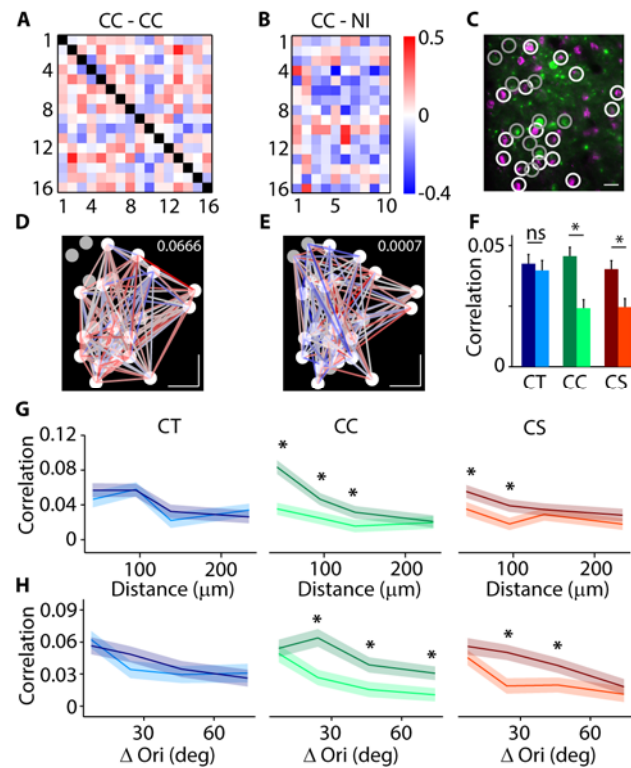 A CC - CC
B CC - NI
C
1
4
8
12
16
1 4 8 12 16
1
4
8
12
16
1 5 10
0.5
0
-0.4
D 0.0666
E 0.0007
F
Correlation
0.05
0
ns * *
CT CC CS
G CT CC CS
Correlation
0.12
0.04
0
* * * * *
100 200 100 200 100 200
Distance (μm) Distance (μm) Distance (μm)
H
Correlation
0.09
0.06
0.03
0
* * * * *
30 60 30 60 30 60
Δ Ori (deg) Δ Ori (deg) Δ Ori (deg)